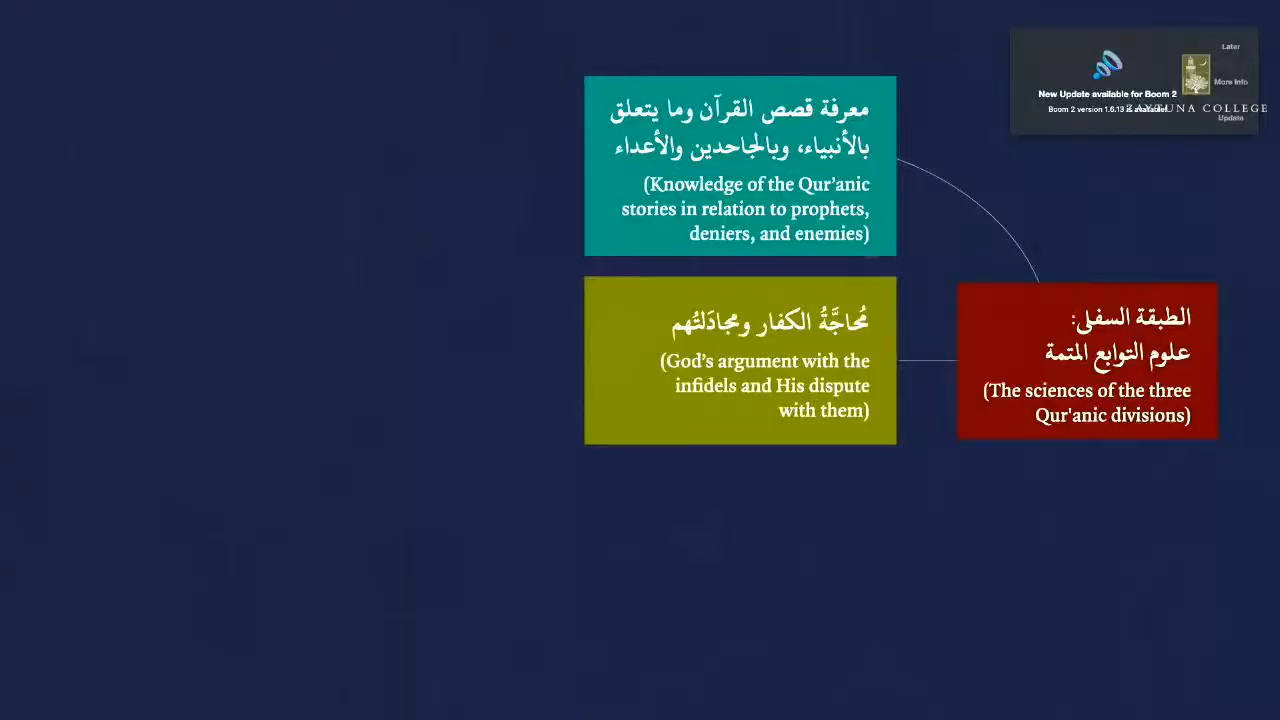 معرفة قصص القرآن وما يتعلق
بالأنبياء، وبالجاحدين والأعداء
(Knowledge of the Qur’anic
stories in relation to prophets,
deniers, and enemies)
مُحاجَّةُ الكفار ومجادَلتُهم
(God’s argument with the
infidels and His dispute
with them)
الطبقة السفلى:
علوم التوابع المتمة
(The sciences of the three
Qur'anic divisions)
Later
New Update available for Boom 2
More Info
Boom 2 version 1.6.13 is available!
ZAYTUNA COLLEGE
Update